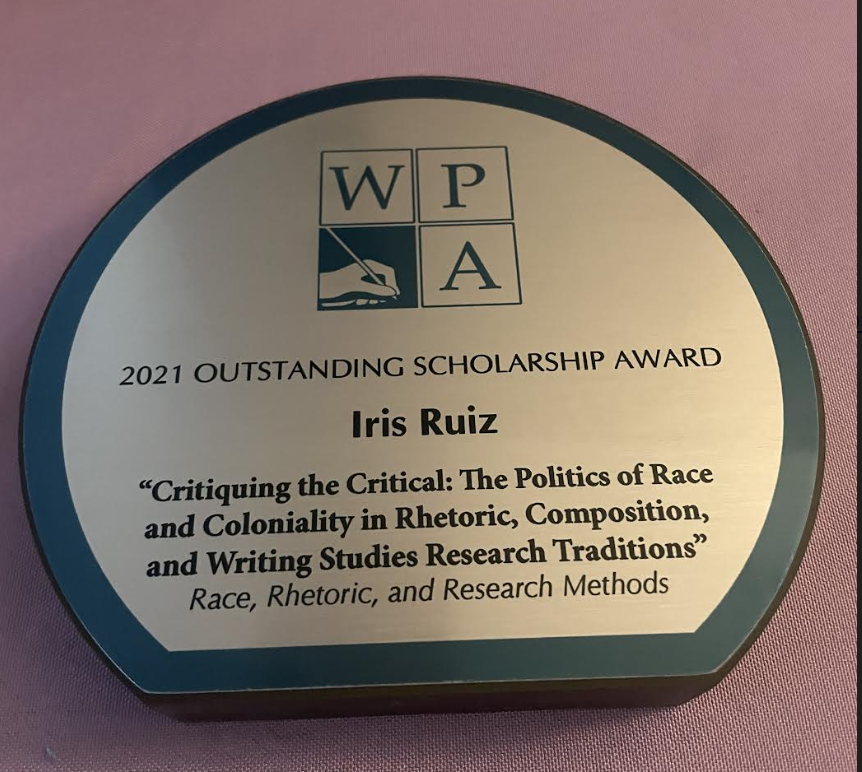 W P
A
2021 OUTSTANDING SCHOLARSHIP AWARD
Iris Ruiz
“Critiquing the Critical: The Politics of Race
and Coloniality in Rhetoric, Composition,
and Writing Studies Research Traditions”
Race, Rhetoric, and Research Methods